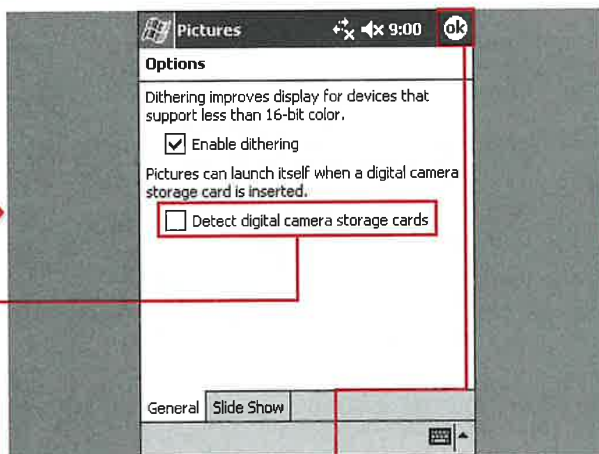 Pictures 9:00 ok
Options
Dithering improves display for devices that
support less than 16-bit color.
Enable dithering
Pictures can launch itself when a digital camera
storage card is inserted.
Detect digital camera storage cards
General Slide Show